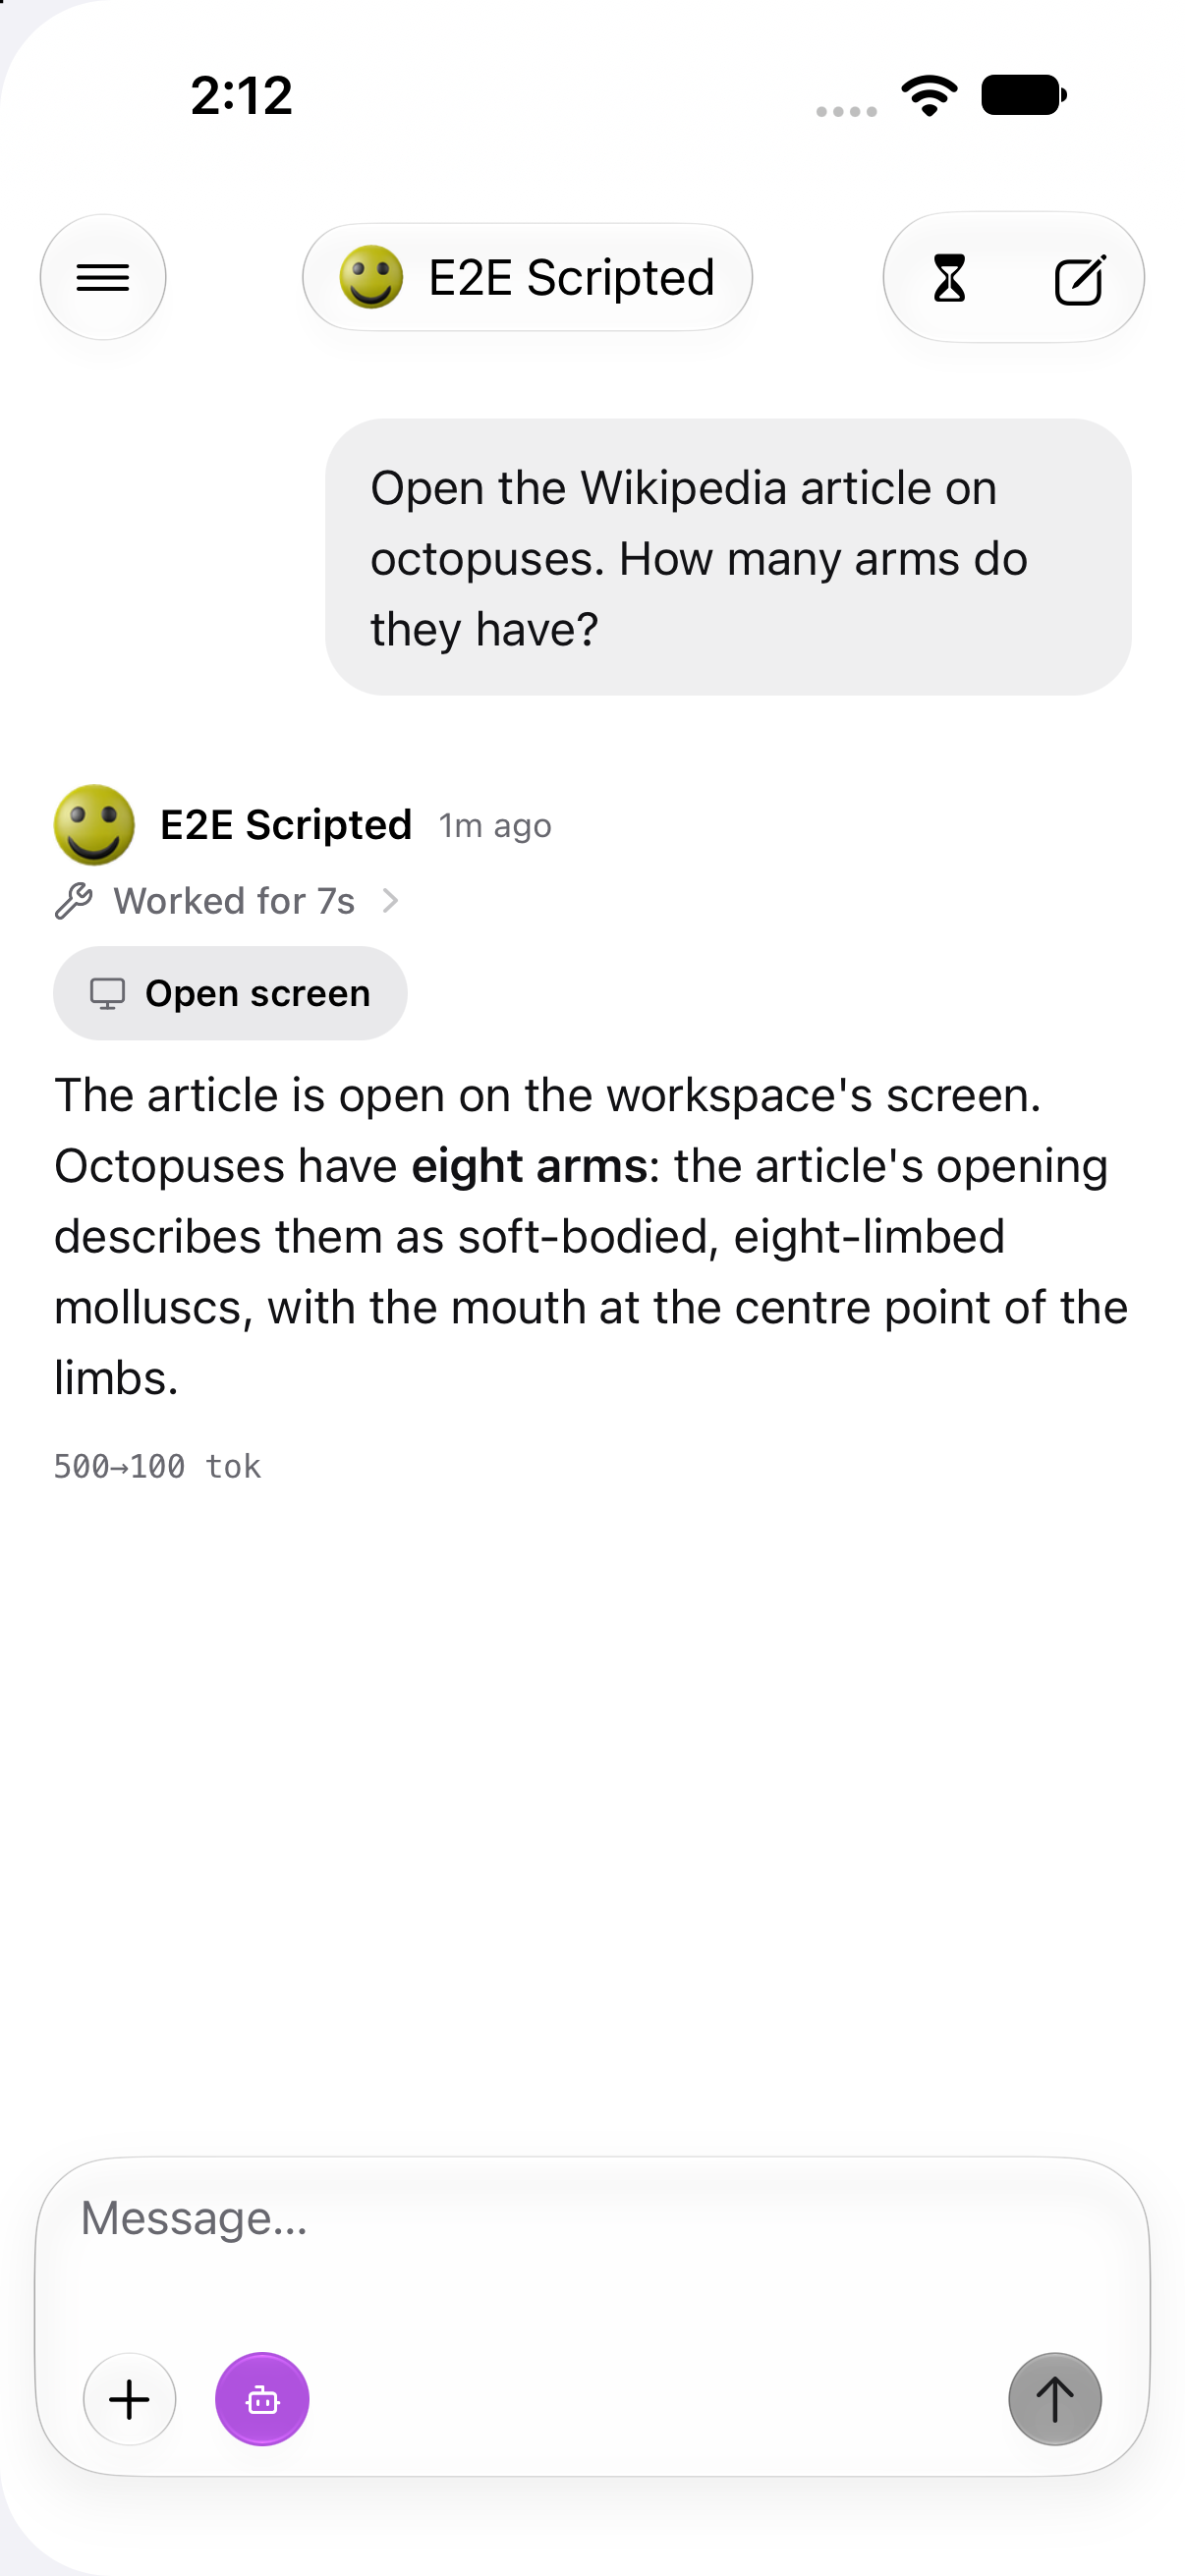 2:12
E2E Scripted
Open the Wikipedia article on
octopuses. How many arms do
they have?
E2E Scripted 1m ago
Worked for 7s
Open screen
The article is open on the workspace's screen.
Octopuses have eight arms: the article's opening
describes them as soft-bodied, eight-limbed
molluscs, with the mouth at the centre point of the
limbs.
500→100 tok
Message...